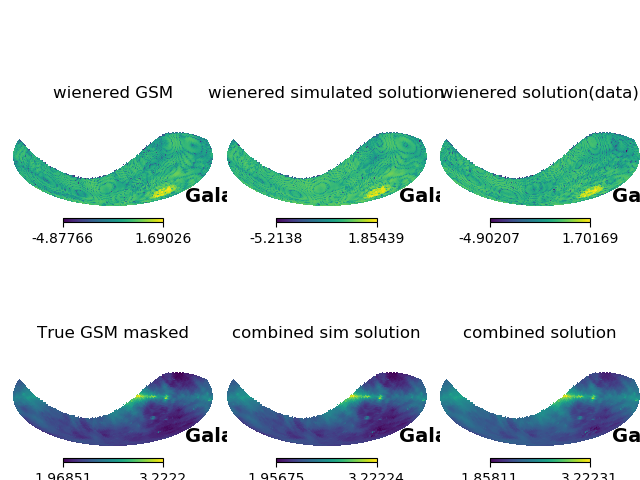 wienered GSM wienered simulated solution wienered solution(data)
Gala Gala Ga
-4.87766 1.69026 -5.2138 1.85439 -4.90207 1.70169
True GSM masked combined sim solution combined solution
Gala Gala Ga
1.96851 3.2222 1.95675 3.22224 1.85811 3.22231